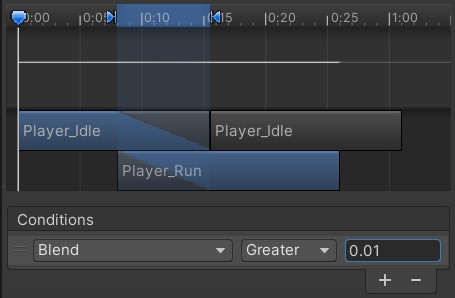 0:00 0:05 0:10 0:15 0:20 0:25 1:00
Player_Idle Player_Idle
Player_Run
Conditions
Blend Greater 0.01
+ −